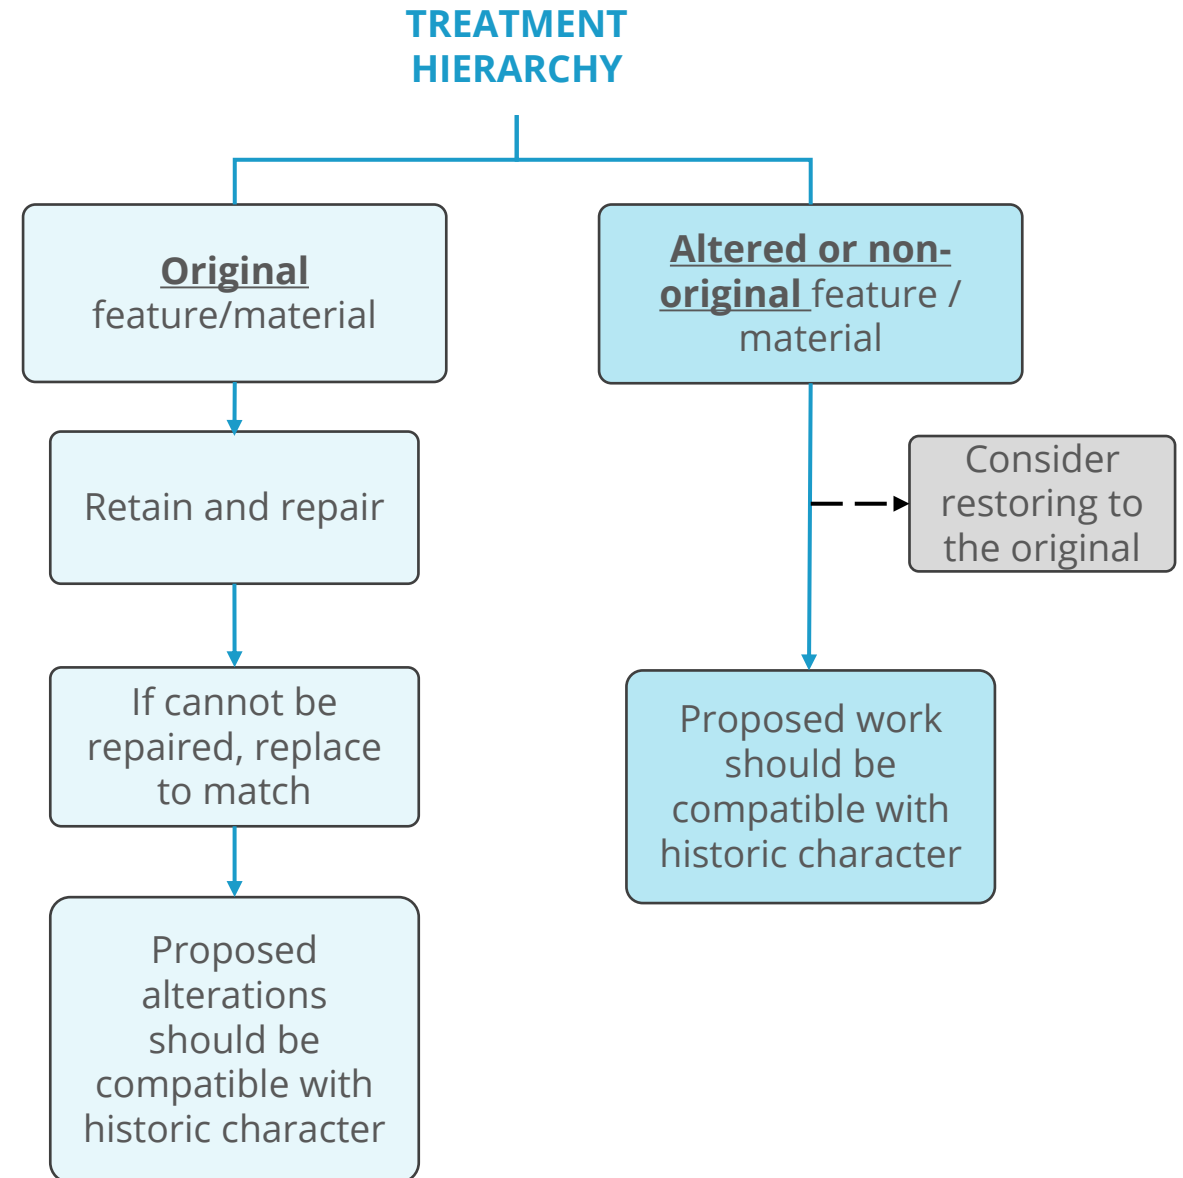 TREATMENT
HIERARCHY
Original
feature/material
Retain and repair
If cannot be
repaired, replace
to match
Proposed
alterations
should be
compatible with
historic character
Altered or non-
original feature /
material
Consider
restoring to
the original
Proposed work
should be
compatible with
historic character